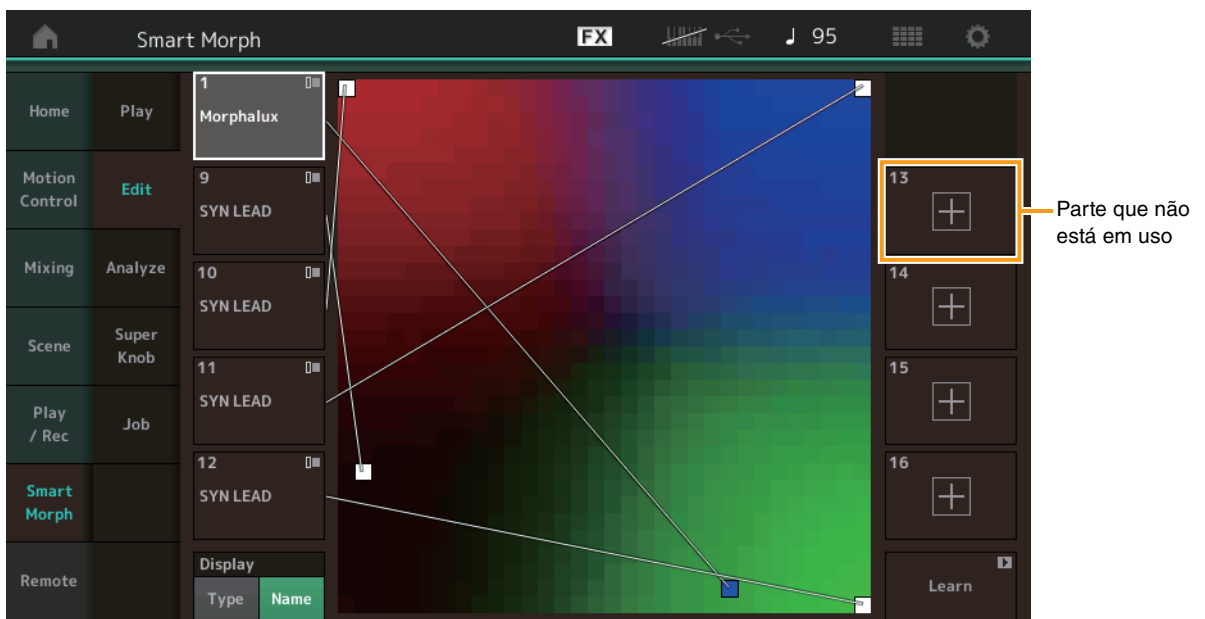 Smart Morph
FX
♩ 95
Home
Play
Motion
Control
Edit
Mixing
Analyze
Scene
Super
Knob
Play
/ Rec
Job
Smart
Morph
Remote
1
Morphalux
9
SYN LEAD
10
SYN LEAD
11
SYN LEAD
12
SYN LEAD
Display
Type
Name
13
14
15
16
Learn
Parte que não
está em uso